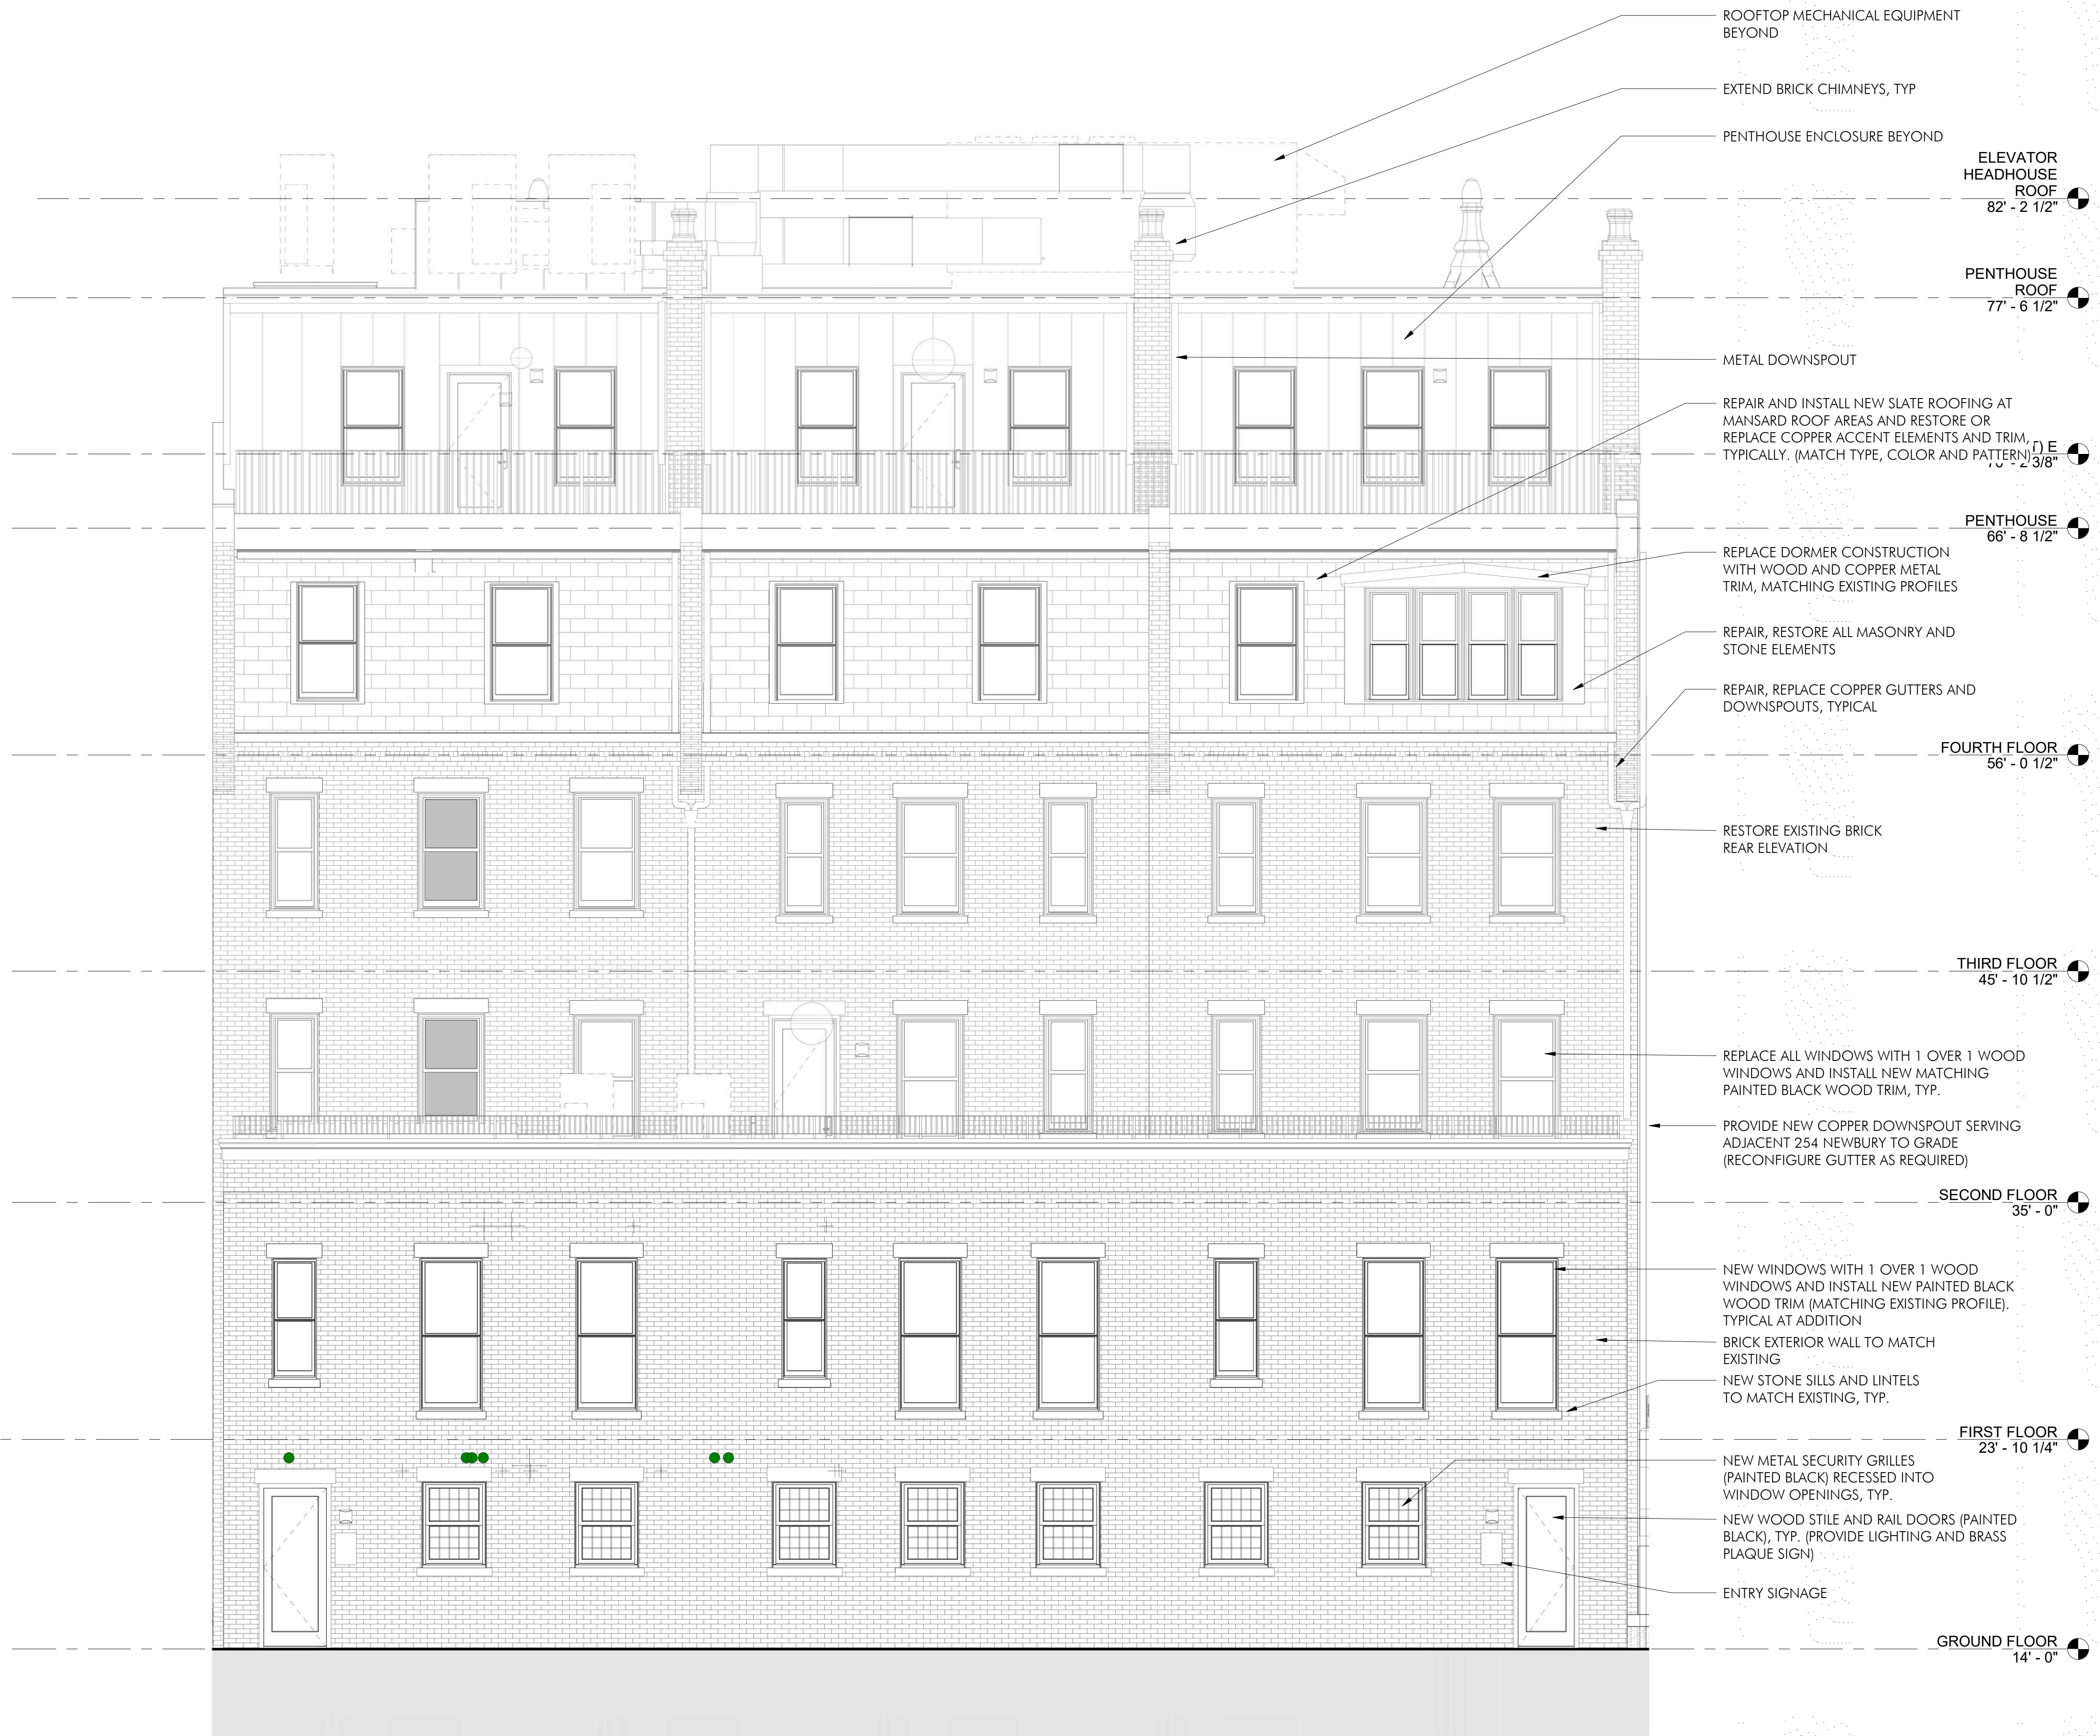 ROOFTOP MECHANICAL EQUIPMENT
BEYOND
EXTEND BRICK CHIMNEYS, TYP
PENTHOUSE ENCLOSURE BEYOND
ELEVATOR
HEADHOUSE
ROOF
82' - 2 1/2"
PENTHOUSE
ROOF
77' - 6 1/2"
METAL DOWNSPOUT
REPAIR AND INSTALL NEW SLATE ROOFING AT
MANSARD ROOF AREAS AND RESTORE OR
REPLACE COPPER ACCENT ELEMENTS AND TRIM,
TYPICALLY. (MATCH TYPE, COLOR AND PATTERN)
3/8"
PENTHOUSE
66' - 8 1/2"
REPLACE DORMER CONSTRUCTION
WITH WOOD AND COPPER METAL
TRIM, MATCHING EXISTING PROFILES
REPAIR, RESTORE ALL MASONRY AND
STONE ELEMENTS
REPAIR, REPLACE COPPER GUTTERS AND
DOWNSPOUTS, TYPICAL
FOURTH FLOOR
56' - 0 1/2"
RESTORE EXISTING BRICK
REAR ELEVATION
THIRD FLOOR
45' - 10 1/2"
REPLACE ALL WINDOWS WITH 1 OVER 1 WOOD
WINDOWS AND INSTALL NEW MATCHING
PAINTED BLACK WOOD TRIM, TYP.
PROVIDE NEW COPPER DOWNSPOUT SERVING
ADJACENT 254 NEWBURY TO GRADE
(RECONFIGURE GUTTER AS REQUIRED)
SECOND FLOOR
35' - 0"
NEW WINDOWS WITH 1 OVER 1 WOOD
WINDOWS AND INSTALL NEW PAINTED BLACK
WOOD TRIM (MATCHING EXISTING PROFILE).
TYPICAL AT ADDITION
BRICK EXTERIOR WALL TO MATCH
EXISTING
NEW STONE SILLS AND LINTELS
TO MATCH EXISTING, TYP.
FIRST FLOOR
23' - 10 1/4"
NEW METAL SECURITY GRILLES
(PAINTED BLACK) RECESSED INTO
WINDOW OPENINGS, TYP.
NEW WOOD STILE AND RAIL DOORS (PAINTED
BLACK), TYP. (PROVIDE LIGHTING AND BRASS
PLAQUE SIGN)
ENTRY SIGNAGE
GROUND FLOOR
14' - 0"